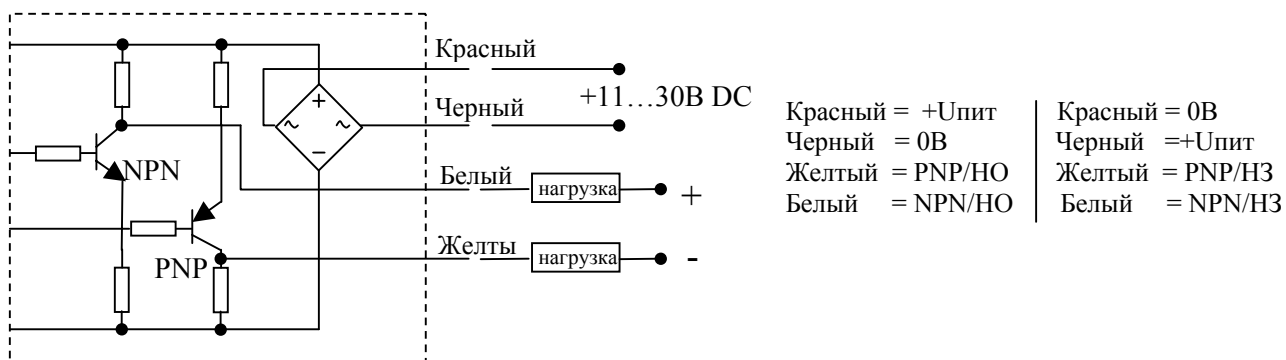 Красный
+11...30В DC
Черный
+
~
~
−
NPN
Белый
нагрузка
+
Желты
нагрузка
-
PNP
Красный = +Uпит
Черный = 0В
Желтый = PNP/НО
Белый = NPN/НО
Красный = 0В
Черный =+Uпит
Желтый = PNP/НЗ
Белый = NPN/НЗ